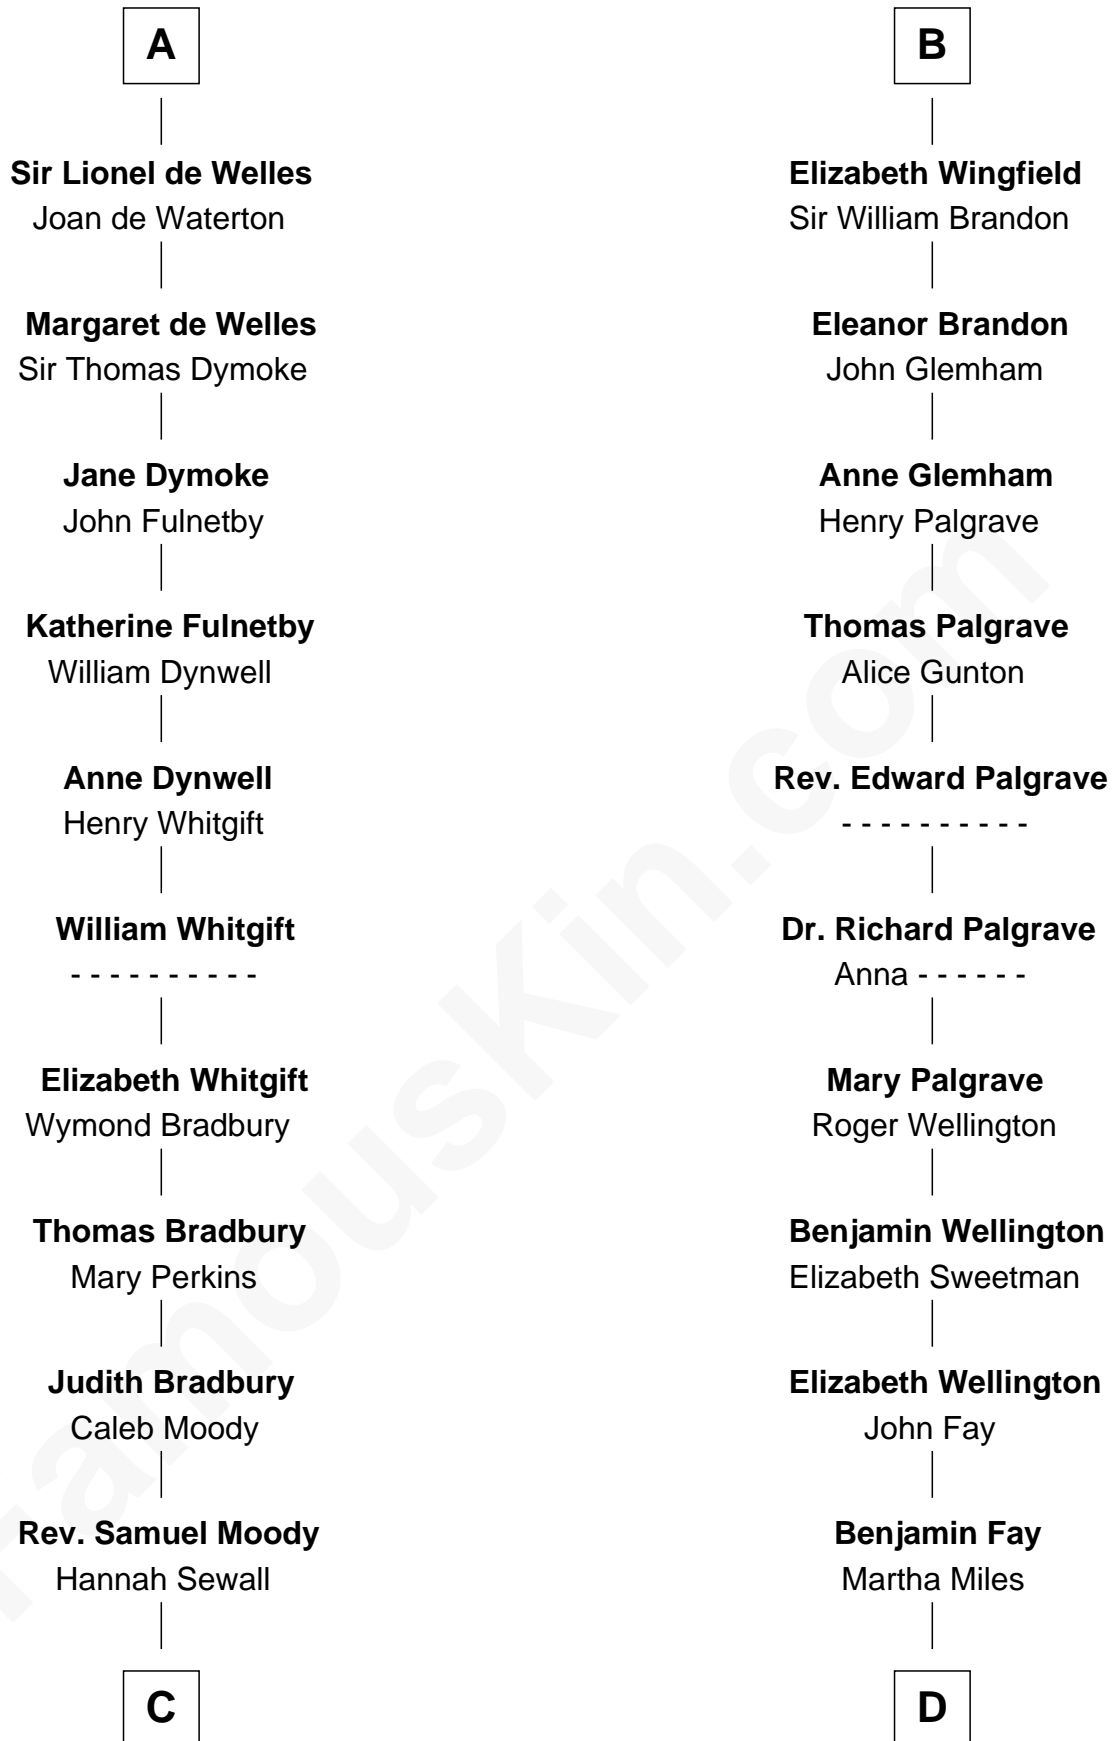 A
Sir Lionel de Welles
Joan de Waterton
Margaret de Welles
Sir Thomas Dymoke
Jane Dymoke
John Fulnetby
Katherine Fulnetby
William Dynwell
Anne Dynwell
Henry Whitgift
William Whitgift
- - - - - - - - - -
Elizabeth Whitgift
Wymond Bradbury
Thomas Bradbury
Mary Perkins
Judith Bradbury
Caleb Moody
Rev. Samuel Moody
Hannah Sewall
C
B
Elizabeth Wingfield
Sir William Brandon
Eleanor Brandon
John Glemham
Anne Glemham
Henry Palgrave
Thomas Palgrave
Alice Gunton
Rev. Edward Palgrave
- - - - - - - - - -
Dr. Richard Palgrave
Anna - - - - - -
Mary Palgrave
Roger Wellington
Benjamin Wellington
Elizabeth Sweetman
Elizabeth Wellington
John Fay
Benjamin Fay
Martha Miles
D
FamousKin.com